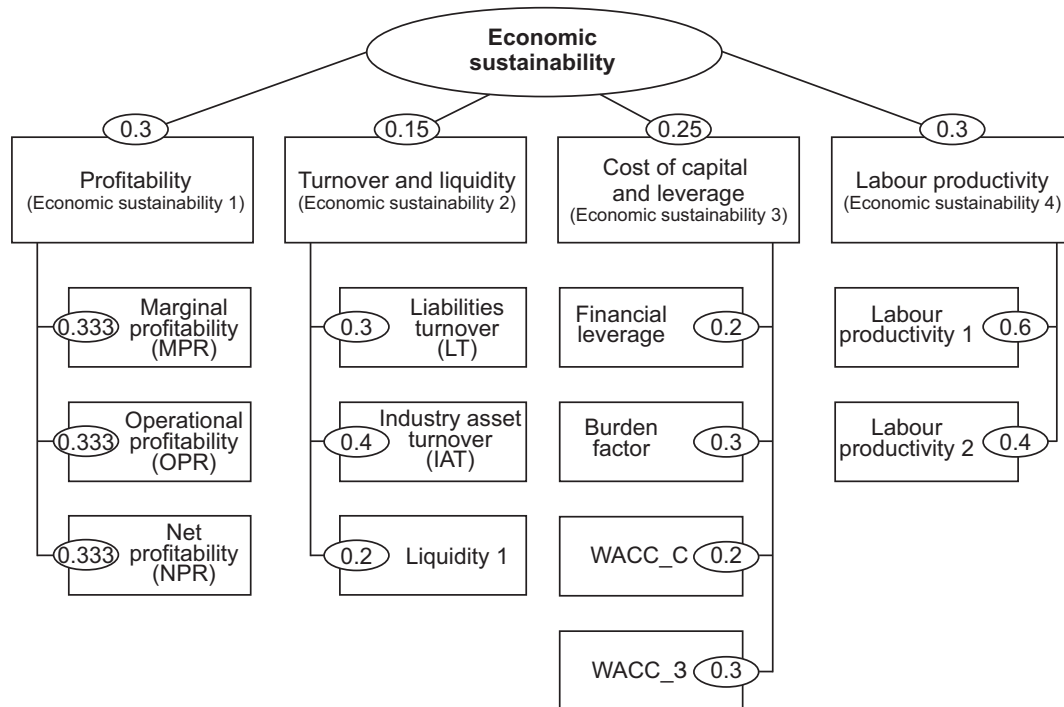 Economic
sustainability
0.3
Profitability
(Economic sustainability 1)
0.333
Marginal
profitability
(MPR)
0.333
Operational
profitability
(OPR)
0.333
Net
profitability
(NPR)
0.15
Turnover and liquidity
(Economic sustainability 2)
0.3
Liabilities
turnover
(LT)
0.4
Industry asset
turnover
(IAT)
0.2
Liquidity 1
0.25
Cost of capital
and leverage
(Economic sustainability 3)
Financial
leverage
0.2
Burden
factor
0.3
WACC_C
0.2
WACC_3
0.3
0.3
Labour productivity
(Economic sustainability 4)
Labour
productivity 1
0.6
Labour
productivity 2
0.4